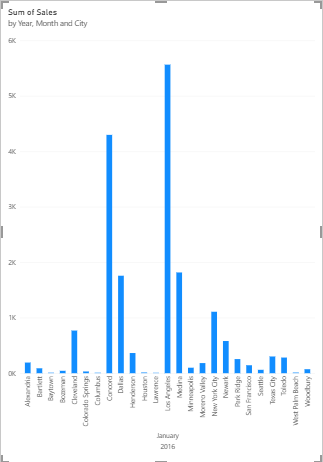 Sum of Sales
by Year, Month and City
6K
5K
4K
3K
2K
1K
0K
Alexandria
Bartlett
Baytown
Bozeman
Cleveland
Colorado Springs
Columbus
Concord
Dallas
Henderson
Houston
Lawrence
Los Angeles
Medina
Miramar
Moreno Valley
New York City
Newark
Park Ridge
San Francisco
Seattle
Texas City
Toledo
West Palm Beach
Woodbury
January
2016